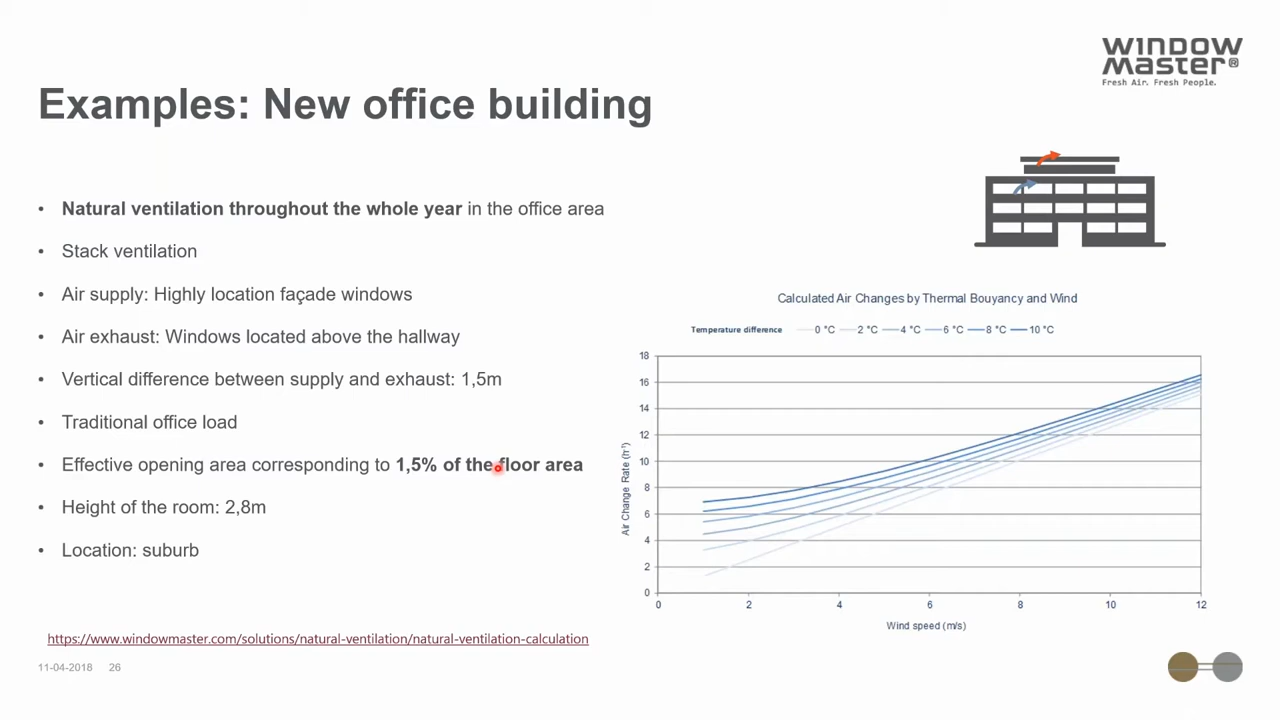 WINDOW
MASTER®
Fresh Air. Fresh People.
Examples: New office building
• Natural ventilation throughout the whole year in the office area
• Stack ventilation
• Air supply: Highly location façade windows
• Air exhaust: Windows located above the hallway
• Vertical difference between supply and exhaust: 1,5m
• Traditional office load
• Effective opening area corresponding to 1,5% of the floor area
• Height of the room: 2,8m
• Location: suburb
https://www.windowmaster.com/solutions/natural-ventilation/natural-ventilation-calculation
11-04-2018 26
Calculated Air Changes by Thermal Bouyancy and Wind
Temperature difference 0 °C 2 °C 4 °C 6 °C 8 °C 10 °C
Air Change Rate (h⁻¹)
18
16
14
12
10
8
6
4
2
0
0 2 4 6 8 10 12
Wind speed (m/s)